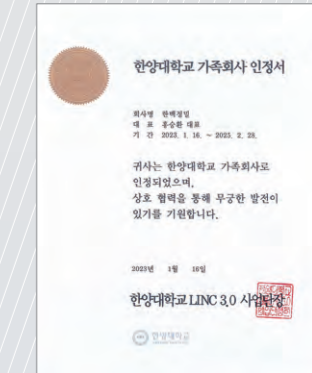 한양대학교 가족회사 인정서
회사명 한백정밀
대 표 홍승환 대표
기 간 2023. 1. 16. ~ 2025. 2. 28.
귀사는 한양대학교 가족회사로
인정되었으며,
상호 협력을 통해 무궁한 발전이
있기를 기원합니다.
2023년 1월 16일
한양대학교 LINC 3.0 사업단장
한양대학교